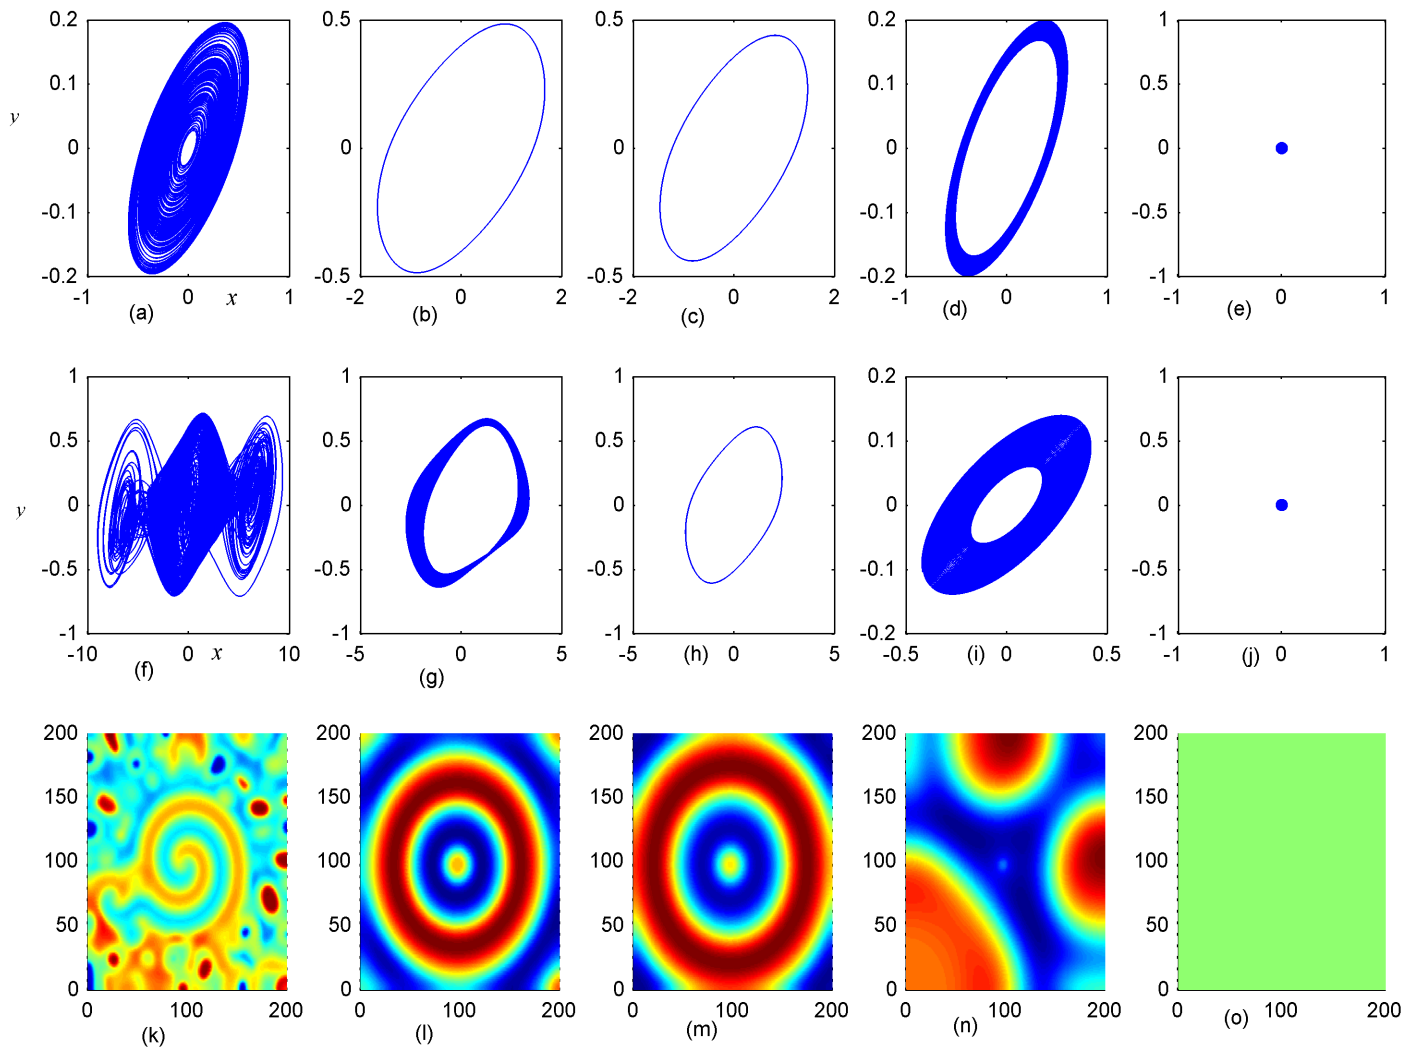 0.2 0.5 0.5 0.2 1
0.1 0.1 0.5
y
0 0 0 0 0
-0.1 -0.1 -0.5
-0.2 -0.5 -0.5 -0.2 -1
-1 0 x 1 -2 0 2 -2 0 2 -1 0 1 -1 0 1
(a) (b) (c) (d) (e)
1 1 1 0.2 1
0.5 0.5 0.5 0.1 0.5
y 0 0 0 0 0
-0.5 -0.5 -0.5 -0.1 -0.5
-1 -1 -1 -0.2 -1
-10 0 x 10 -5 0 5 -5 (h) 0 5 -0.5 (i) 0 0.5 -1 (j) 0 1
(f) (g)
200 200 200 200 200
150 150 150 150 150
100 100 100 100 100
50 50 50 50 50
0 0 0 0 0
0 100 200 0 100 200 0 100 200 0 100 200 0 100 200
(k) (l) (m) (n) (o)